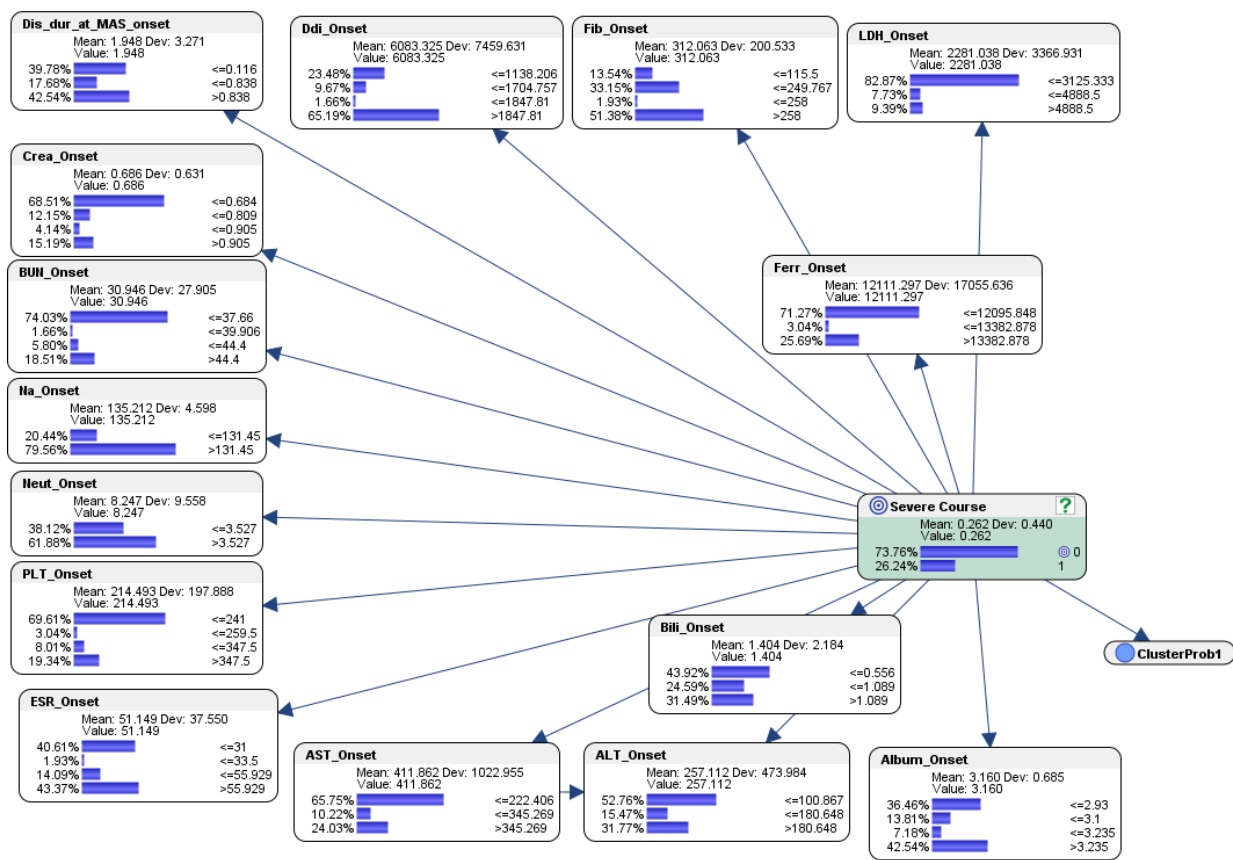 Dis_dur_at_MAS_onset
Mean: 1.948 Dev: 3.271
Value: 1.948
39.78% <=0.116
17.68% <=0.838
42.54% >0.838
Ddi_Onset
Mean: 6083.325 Dev: 7459.631
Value: 6083.325
23.48% <=1138.206
9.67% <=1704.757
1.66% <=1847.81
65.19% >1847.81
Fib_Onset
Mean: 312.063 Dev: 200.533
Value: 312.063
13.54% <=115.5
33.15% <=249.767
1.93% <=258
51.38% >258
LDH_Onset
Mean: 2281.038 Dev: 3366.931
Value: 2281.038
82.87% <=3125.333
7.73% <=4888.5
9.39% >4888.5
Crea_Onset
Mean: 0.686 Dev: 0.631
Value: 0.686
68.51% <=0.684
12.15% <=0.809
4.14% <=0.905
15.19% >0.905
BUN_Onset
Mean: 30.946 Dev: 27.905
Value: 30.946
74.03% <=37.66
1.66% <=39.906
5.80% <=44.4
18.51% >44.4
Ferr_Onset
Mean: 12111.297 Dev: 17055.636
Value: 12111.297
71.27% <=12095.848
3.04% <=13382.878
25.69% >13382.878
Na_Onset
Mean: 135.212 Dev: 4.598
Value: 135.212
20.44% <=131.45
79.56% >131.45
Neut_Onset
Mean: 8.247 Dev: 9.558
Value: 8.247
38.12% <=3.527
61.88% >3.527
Severe Course ?
Mean: 0.262 Dev: 0.440
Value: 0.262
73.76% 0
26.24% 1
PLT_Onset
Mean: 214.493 Dev: 197.888
Value: 214.493
69.61% <=241
3.04% <=259.5
8.01% <=347.5
19.34% >347.5
Bili_Onset
Mean: 1.404 Dev: 2.184
Value: 1.404
43.92% <=0.556
24.59% <=1.089
31.49% >1.089
ClusterProb1
ESR_Onset
Mean: 51.149 Dev: 37.550
Value: 51.149
40.61% <=31
1.93% <=33.5
14.09% <=55.929
43.37% >55.929
AST_Onset
Mean: 411.862 Dev: 1022.955
Value: 411.862
65.75% <=222.406
10.22% <=345.269
24.03% >345.269
ALT_Onset
Mean: 257.112 Dev: 473.984
Value: 257.112
52.76% <=100.867
15.47% <=180.648
31.77% >180.648
Album_Onset
Mean: 3.160 Dev: 0.685
Value: 3.160
36.46% <=2.93
13.81% <=3.1
7.18% <=3.235
42.54% >3.235